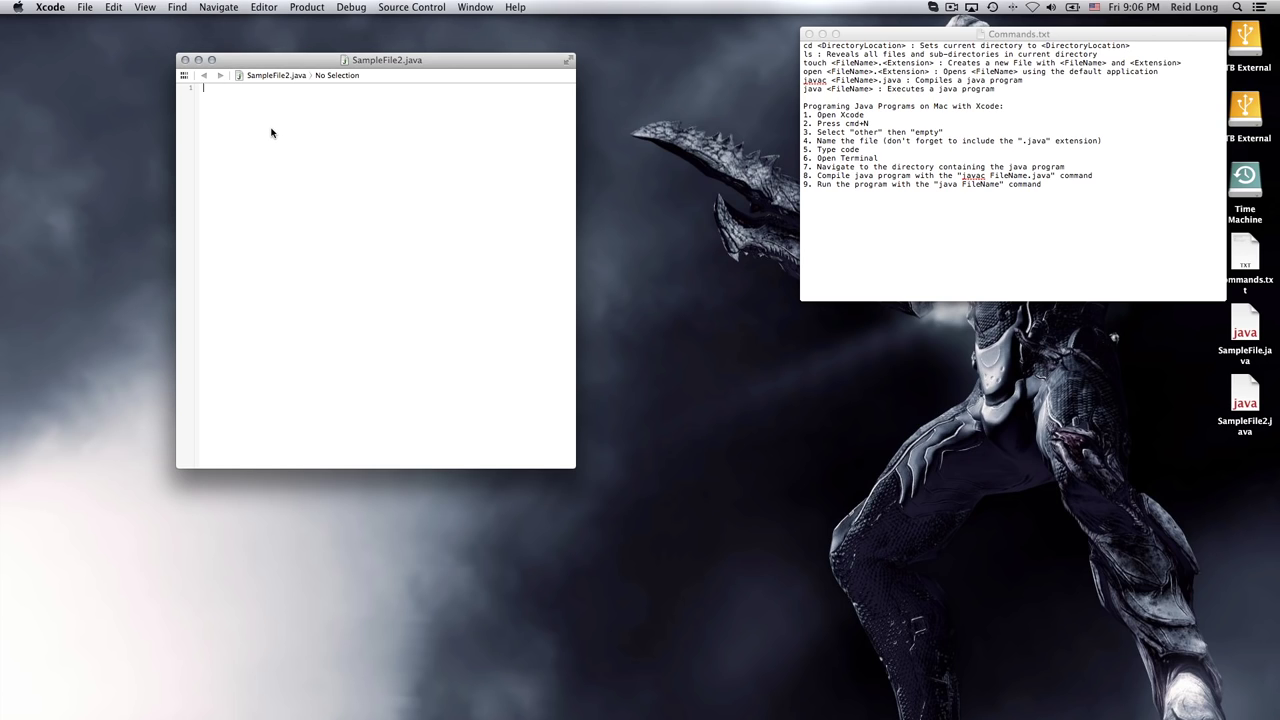 Xcode File Edit View Find Navigate Editor Product Debug Source Control Window Help Fri 9:06 PM Reid Long
SampleFile2.java
SampleFile2.java No Selection
1
Commands.txt
cd <DirectoryLocation> : Sets current directory to <DirectoryLocation>
ls : Reveals all files and sub-directories in current directory
touch <FileName>.<Extension> : Creates a new File with <FileName> and <Extension>
open <FileName>.<Extension> : Opens <FileName> using the default application
javac <FileName>.java : Compiles a java program
java <FileName> : Executes a java program
Programing Java Programs on Mac with Xcode:
1. Open Xcode
2. Press cmd+N
3. Select "other" then "empty"
4. Name the file (don't forget to include the ".java" extension)
5. Type code
6. Open Terminal
7. Navigate to the directory containing the java program
8. Compile java program with the "javac FileName.java" command
9. Run the program with the "java FileName" command
TB External
TB External
Time
Machine
TXT
ommands.tx
t
java
SampleFile.ja
va
java
SampleFile2.j
ava